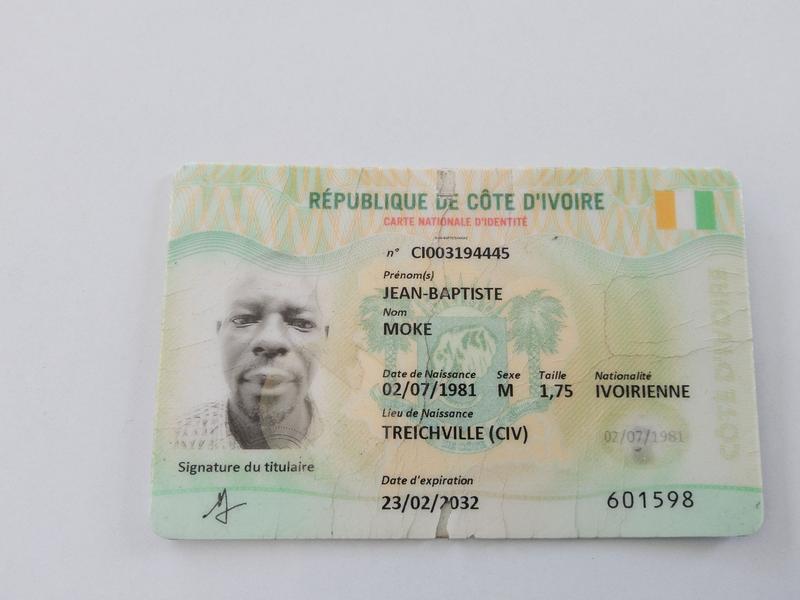 RÉPUBLIQUE DE CÔTE D'IVOIRE
CARTE NATIONALE D'IDENTITÉ
n° CI003194445
Prénom(s)
JEAN-BAPTISTE
Nom
MOKE
Date de Naissance Sexe Taille Nationalité
02/07/1981 M 1,75 IVOIRIENNE
Lieu de Naissance
TREICHVILLE (CIV)
02/07/1981
Signature du titulaire
Date d'expiration
23/02/2032
601598
CÔTE D'IVOIRE